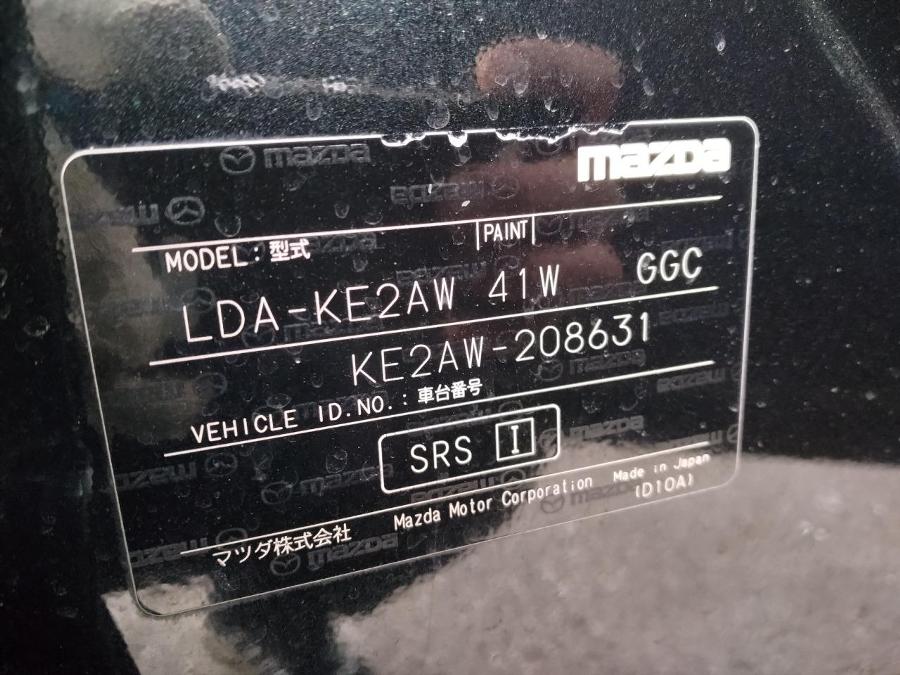 mazda
MODEL: 型式 PAINT
LDA-KE2AW 41W GGC
KE2AW-208631
VEHICLE ID.NO.: 車台番号
SRS I
マツダ株式会社 Mazda Motor Corporation Made in Japan
(D10A)